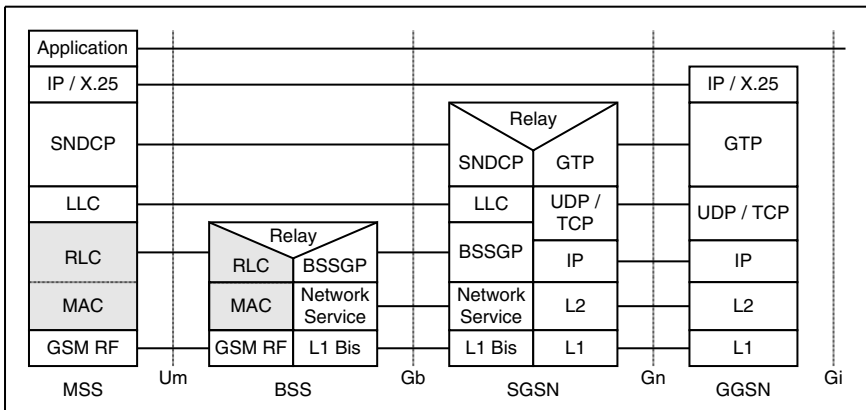 Application
IP / X.25
IP / X.25
Relay
SNDCP
SNDCP
GTP
GTP
LLC
LLC
UDP /
TCP
UDP / TCP
Relay
RLC
RLC
BSSGP
BSSGP
IP
IP
MAC
MAC
Network
Service
Network
Service
L2
L2
GSM RF
GSM RF
L1 Bis
L1 Bis
L1
L1
MSS
Um
BSS
Gb
SGSN
Gn
GGSN
Gi